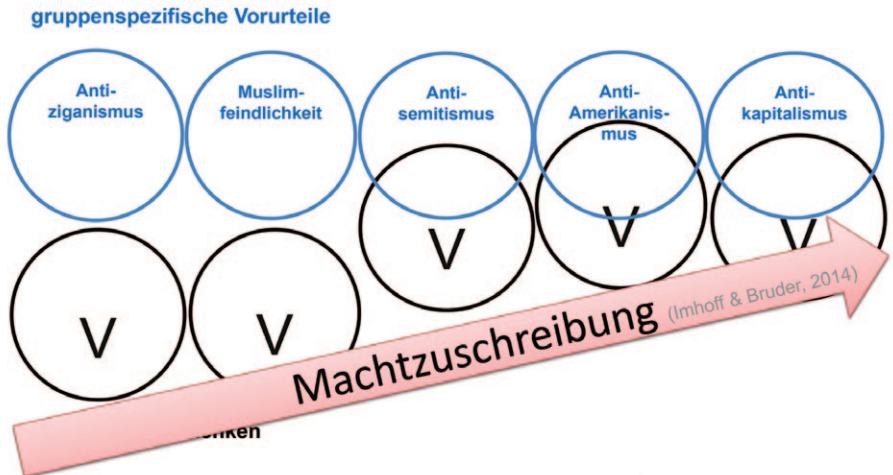 gruppenspezifische Vorurteile
Anti-
ziganismus
Muslim-
feindlichkeit
Anti-
semitismus
Anti-
Amerikanis-
mus
Anti-
kapitalismus
V
V
V
V
V
Machtzuschreibung (Imhoff & Bruder, 2014)